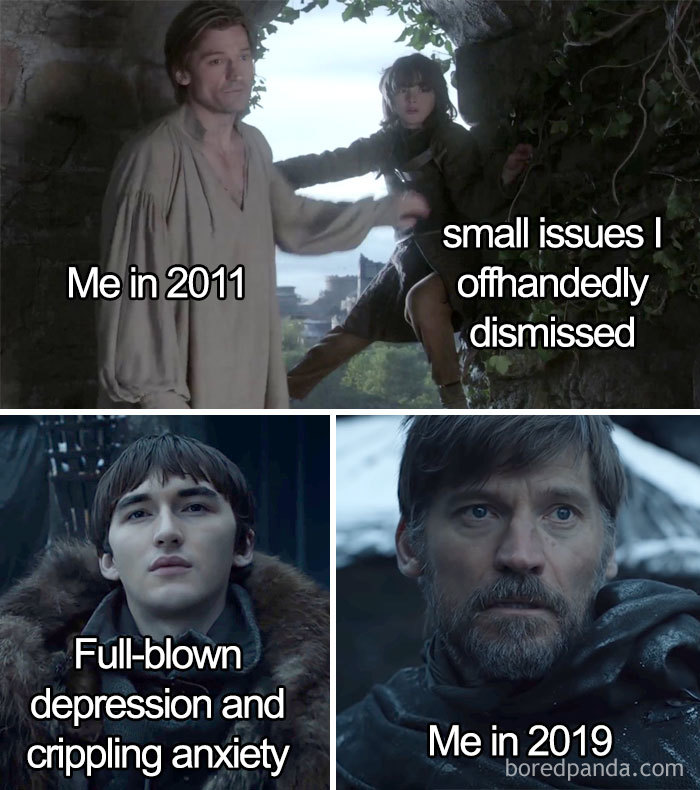 Me in 2011
small issues I
offhandedly
dismissed
Full-blown
depression and
crippling anxiety
Me in 2019
boredpanda.com